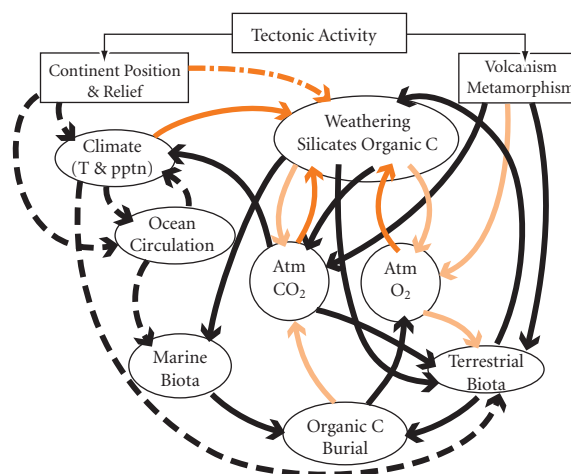 Tectonic Activity
Continent Position
& Relief
Volcanism
Metamorphism
Weathering
Silicates Organic C
Climate
(T & pptn)
Ocean
Circulation
Atm
CO₂
Atm
O₂
Marine
Biota
Terrestrial
Biota
Organic C
Burial